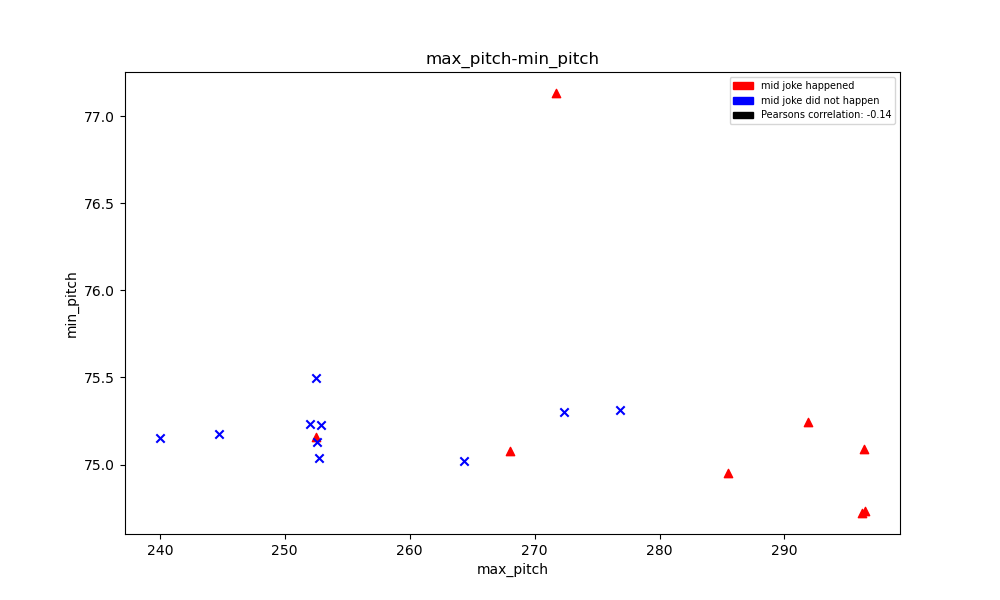 max_pitch-min_pitch
mid joke happened
mid joke did not happen
Pearsons correlation: -0.14
77.0
76.5
76.0
75.5
75.0
min_pitch
240
250
260
270
280
290
max_pitch